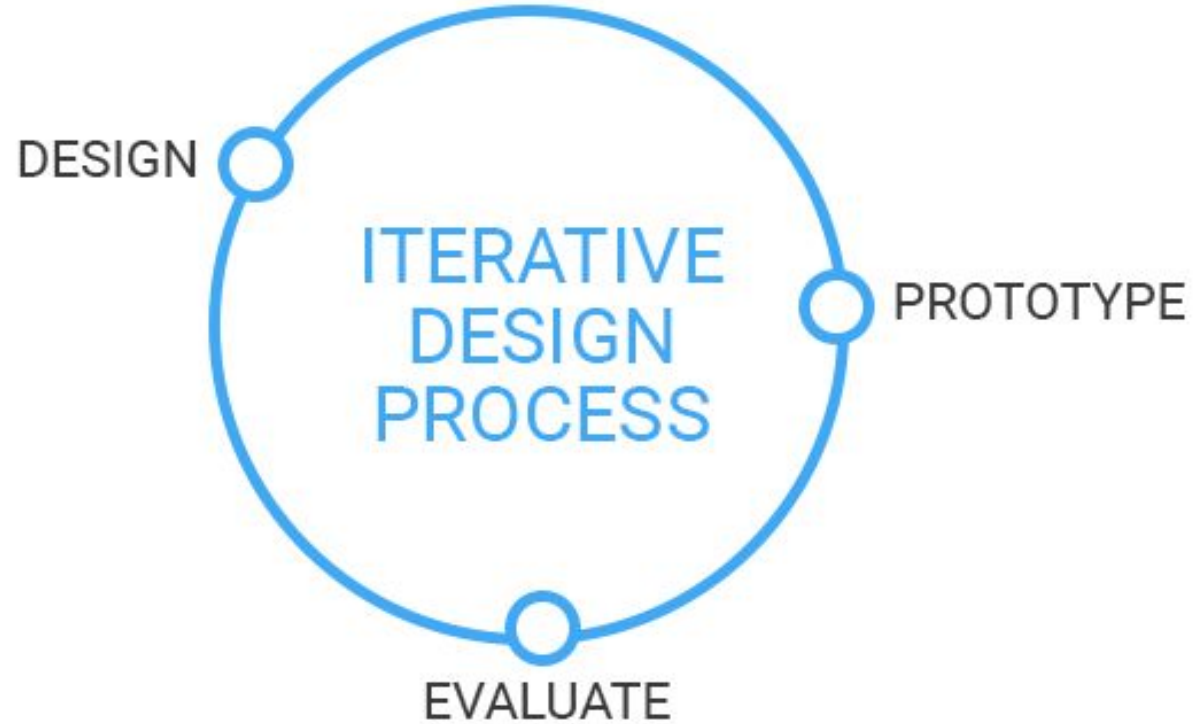 DESIGN
ITERATIVE
DESIGN
PROCESS
PROTOTYPE
EVALUATE